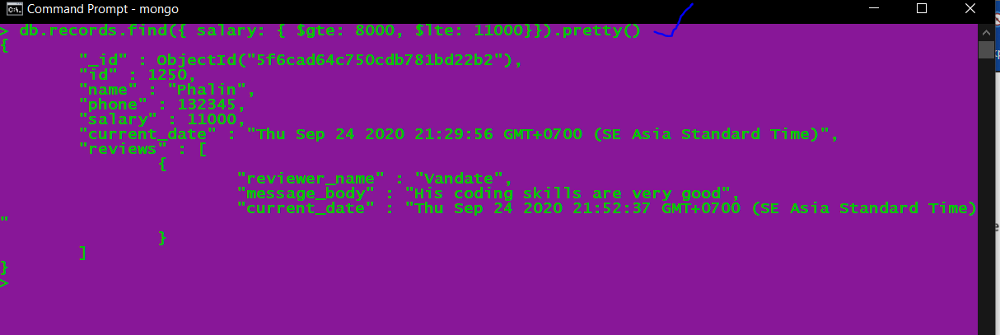 Command Prompt - mongo
> db.records.find({ salary: { $gte: 8000, $lte: 11000}}).pretty()
{
"_id" : ObjectId("5f6cad64c750cdb781bd22b2"),
"id" : 1250,
"name" : "Phalin",
"phone" : 132345,
"salary" : 11000,
"current_date" : "Thu Sep 24 2020 21:29:56 GMT+0700 (SE Asia Standard Time)",
"reviews" : [
{
"reviewer_name" : "Vandate",
"message_body" : "His coding skills are very good",
"current_date" : "Thu Sep 24 2020 21:52:37 GMT+0700 (SE Asia Standard Time)
"
}
]
}
>